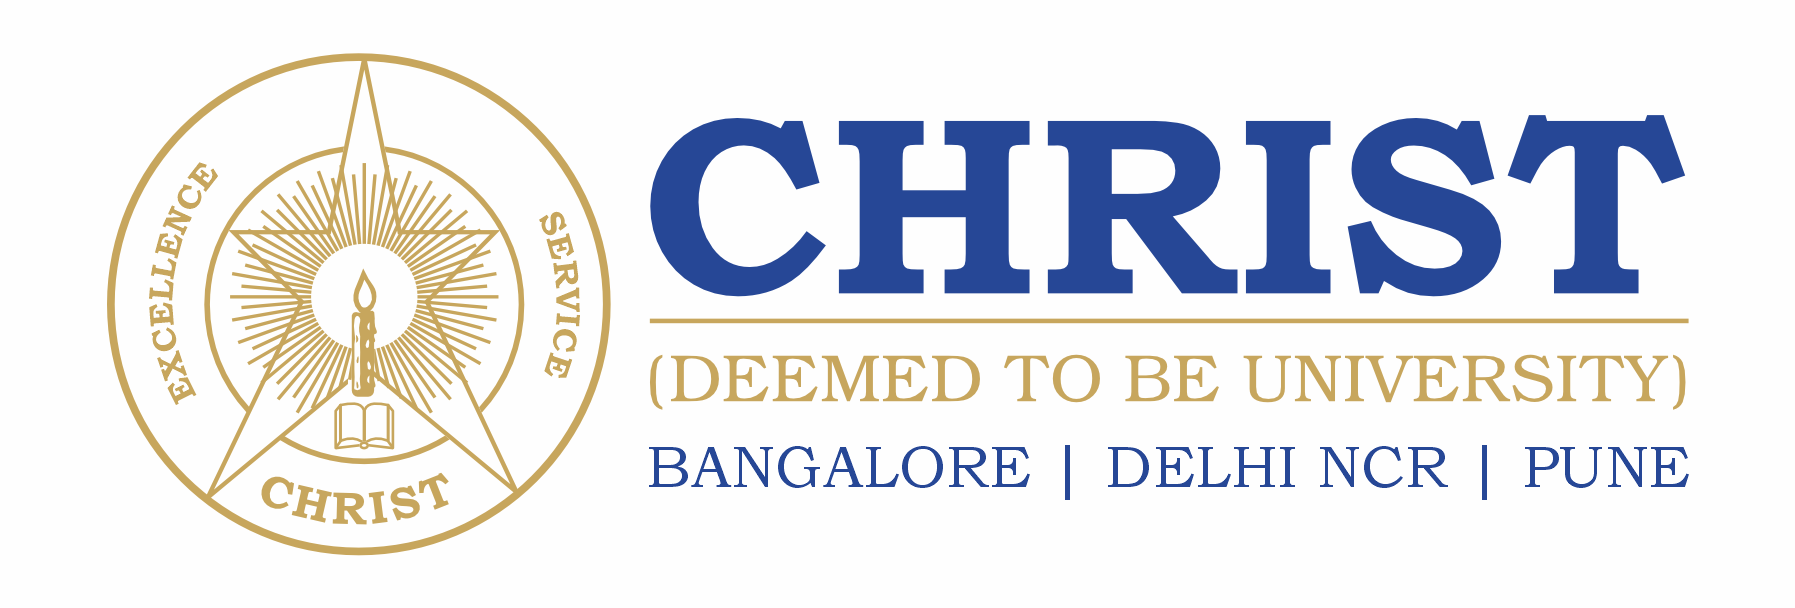 EXCELLENCE
SERVICE
CHRIST
CHRIST
(DEEMED TO BE UNIVERSITY)
BANGALORE | DELHI NCR | PUNE